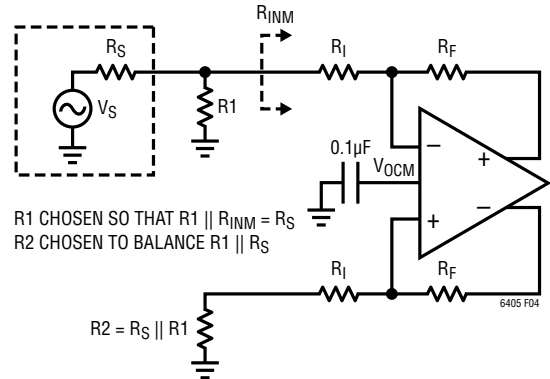 R_INM
R_S
R_I
R_F
V_S
R1
0.1µF
V_OCM
−
+
+
−
R1 CHOSEN SO THAT R1 || R_INM = R_S
R2 CHOSEN TO BALANCE R1 || R_S
R_I
R_F
6405 F04
R2 = R_S || R1